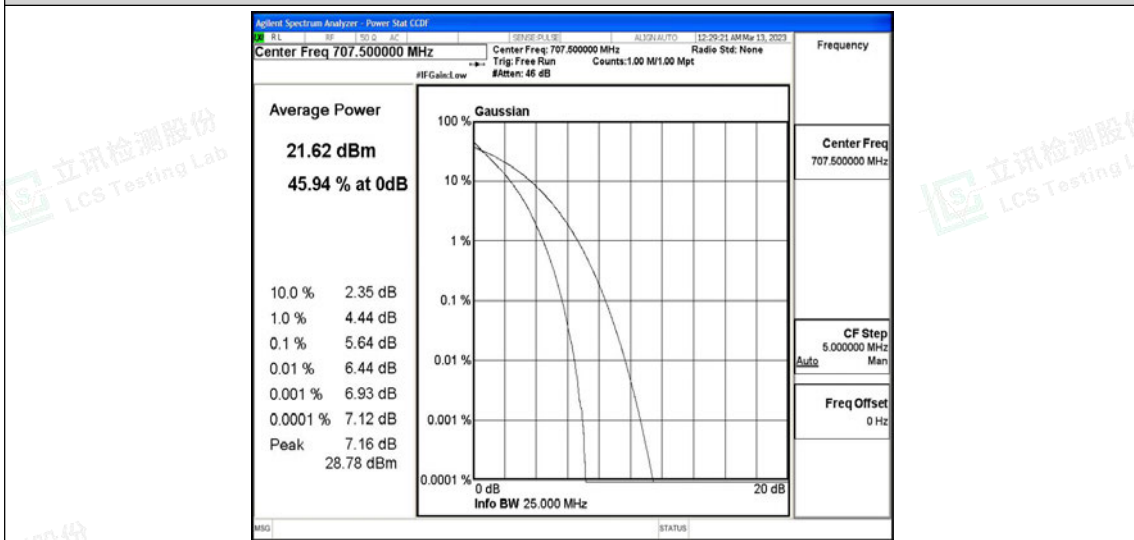 Agilent Spectrum Analyzer - Power Stat CCDF
RL RF 50 Ω AC SENSE:PULSE ALIGNAUTO 12:29:21 AM Mar 13, 2023
Center Freq 707.500000 MHz
Center Freq: 707.500000 MHz Radio Std: None
Trig: Free Run Counts:1.00 M/1.00 Mpt
#IFGain:Low #Atten: 46 dB
Frequency
Average Power
21.62 dBm
45.94 % at 0dB
10.0 % 2.35 dB
1.0 % 4.44 dB
0.1 % 5.64 dB
0.01 % 6.44 dB
0.001 % 6.93 dB
0.0001 % 7.12 dB
Peak 7.16 dB
28.78 dBm
Gaussian
100 %
10 %
1 %
0.1 %
0.01 %
0.001 %
0.0001 %
0 dB 20 dB
Info BW 25.000 MHz
Center Freq
707.500000 MHz
CF Step
5.000000 MHz
Auto Man
Freq Offset
0 Hz
MSG STATUS
立讯检测股份
LCS Testing Lab
立讯检测股份
LCS Testing L